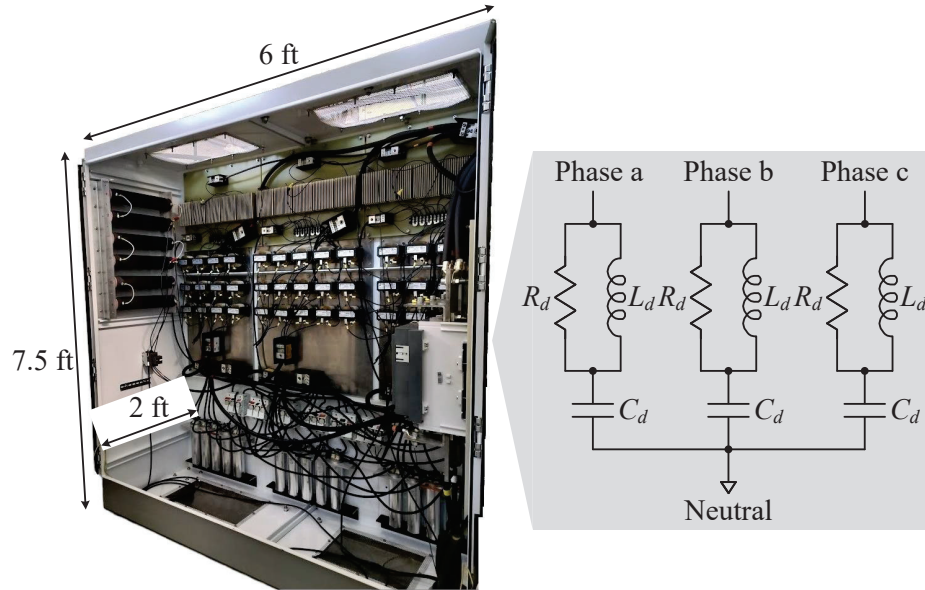 6 ft
7.5 ft
2 ft
Phase a Phase b Phase c
R_d L_d R_d L_d R_d L_d
C_d C_d C_d
Neutral